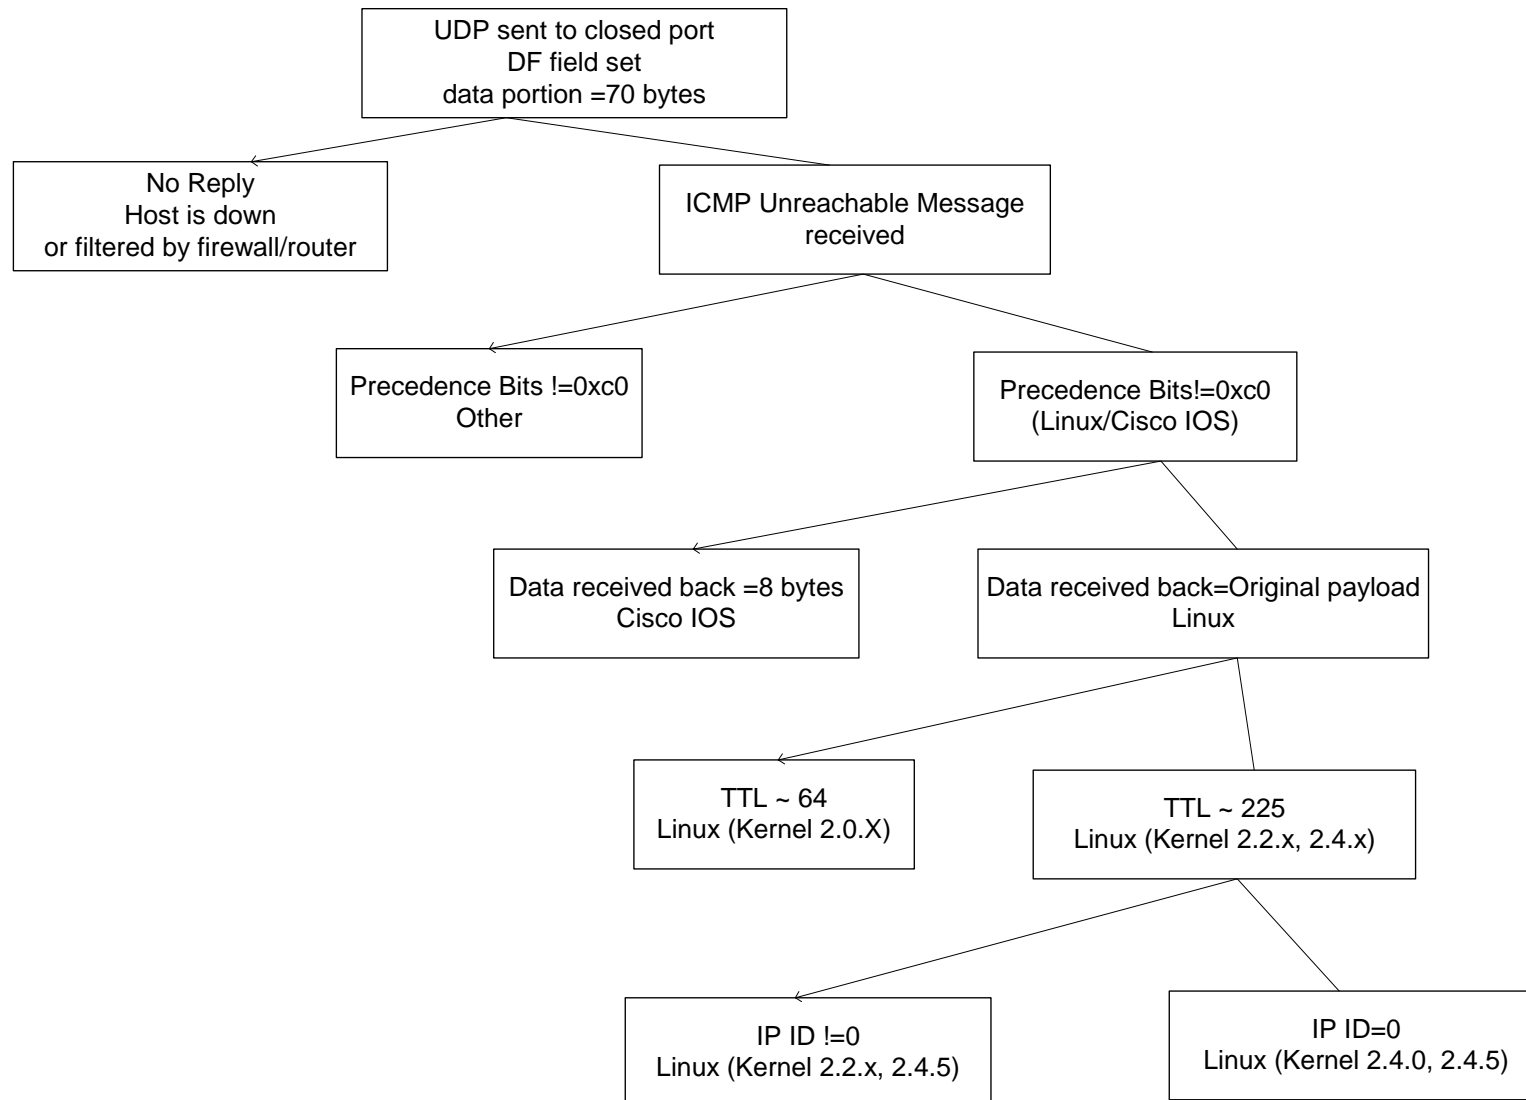 UDP sent to closed port
DF field set
data portion =70 bytes
No Reply
Host is down
or filtered by firewall/router
ICMP Unreachable Message
received
Precedence Bits !=0xc0
Other
Precedence Bits!=0xc0
(Linux/Cisco IOS)
Data received back =8 bytes
Cisco IOS
Data received back=Original payload
Linux
TTL ~ 64
Linux (Kernel 2.0.X)
TTL ~ 225
Linux (Kernel 2.2.x, 2.4.x)
IP ID !=0
Linux (Kernel 2.2.x, 2.4.5)
IP ID=0
Linux (Kernel 2.4.0, 2.4.5)